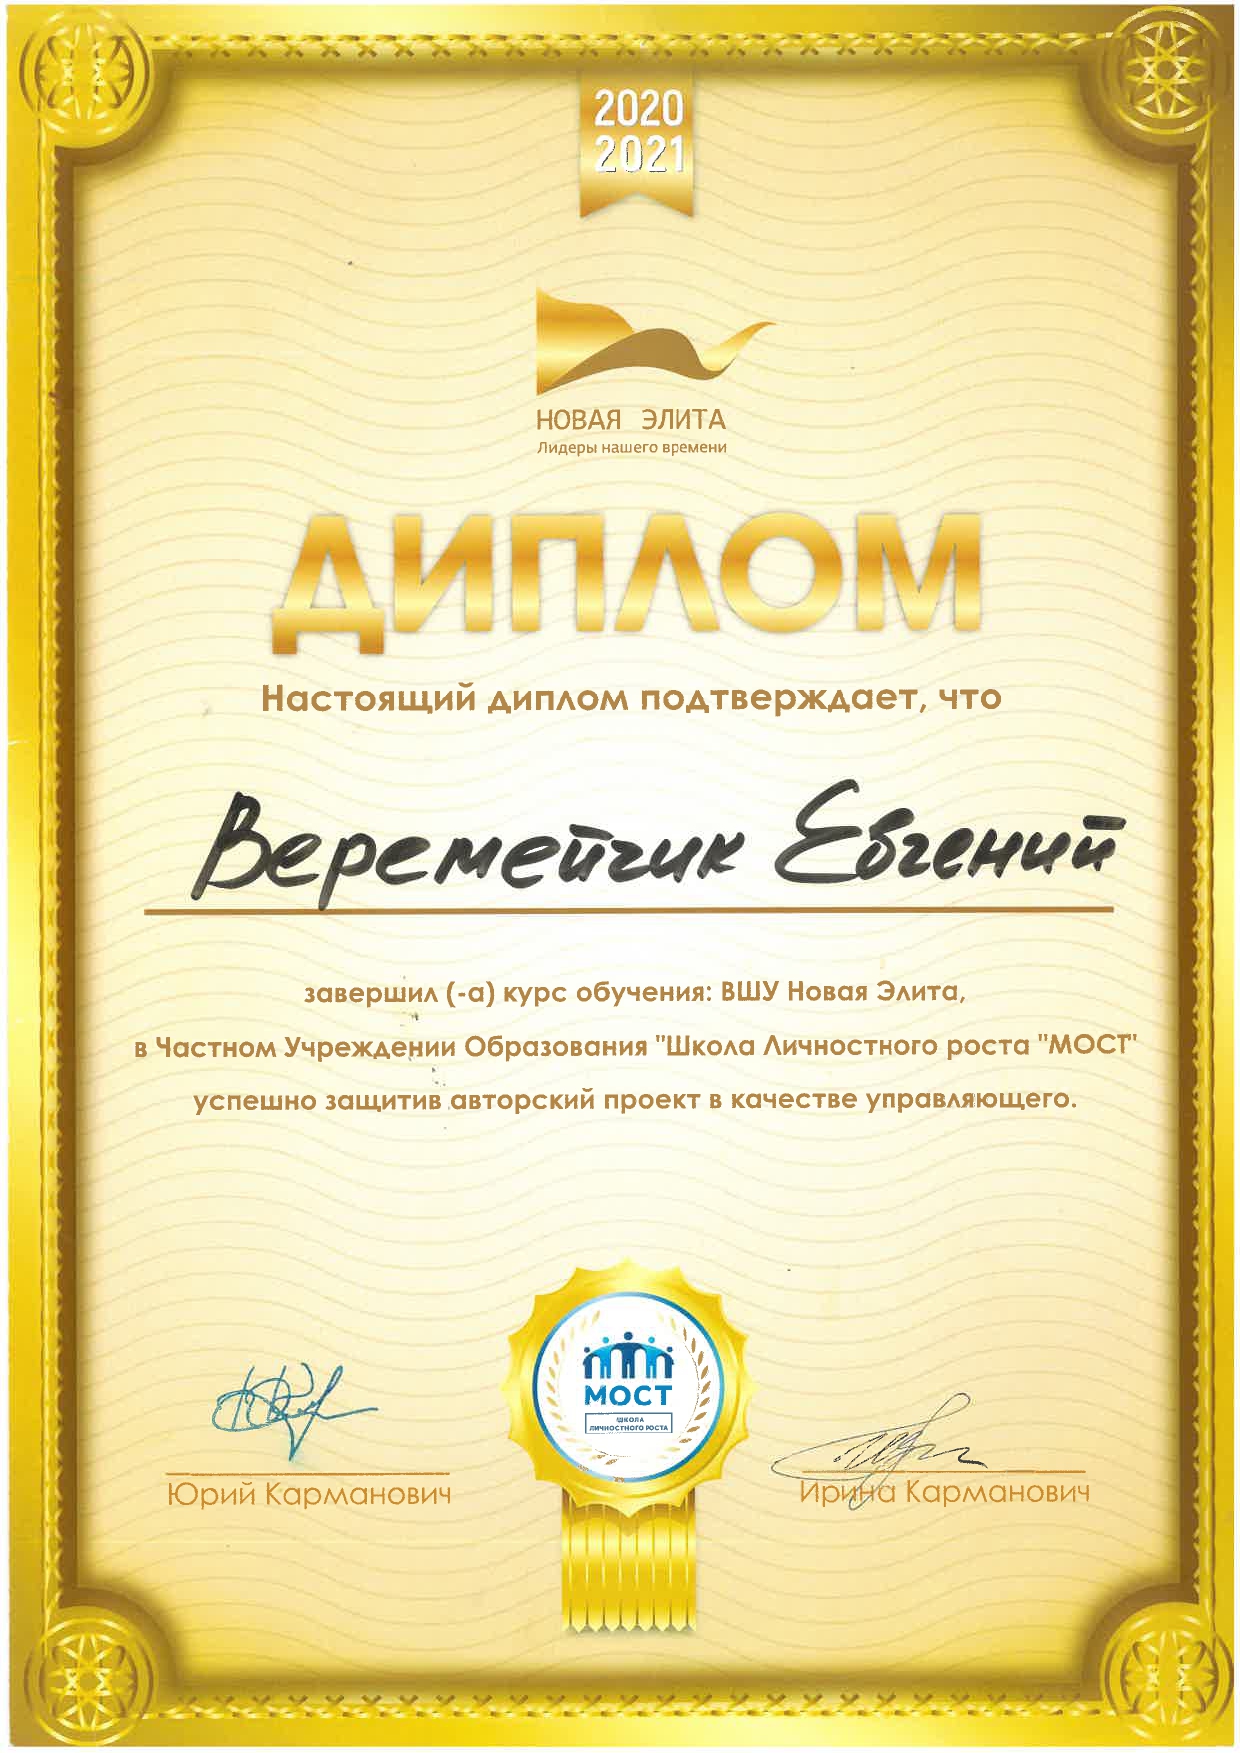 2020
2021
НОВАЯ ЭЛИТА
Лидеры нашего времени
ДИПЛОМ
Настоящий диплом подтверждает, что
Веремейчик Евгений
завершил (-а) курс обучения: ВШУ Новая Элита,
в Частном Учреждении Образования "Школа Личностного роста "МОСТ"
успешно защитив авторский проект в качестве управляющего.
МОСТ
ШКОЛА
ЛИЧНОСТНОГО РОСТА
Юрий Карманович
Ирина Карманович